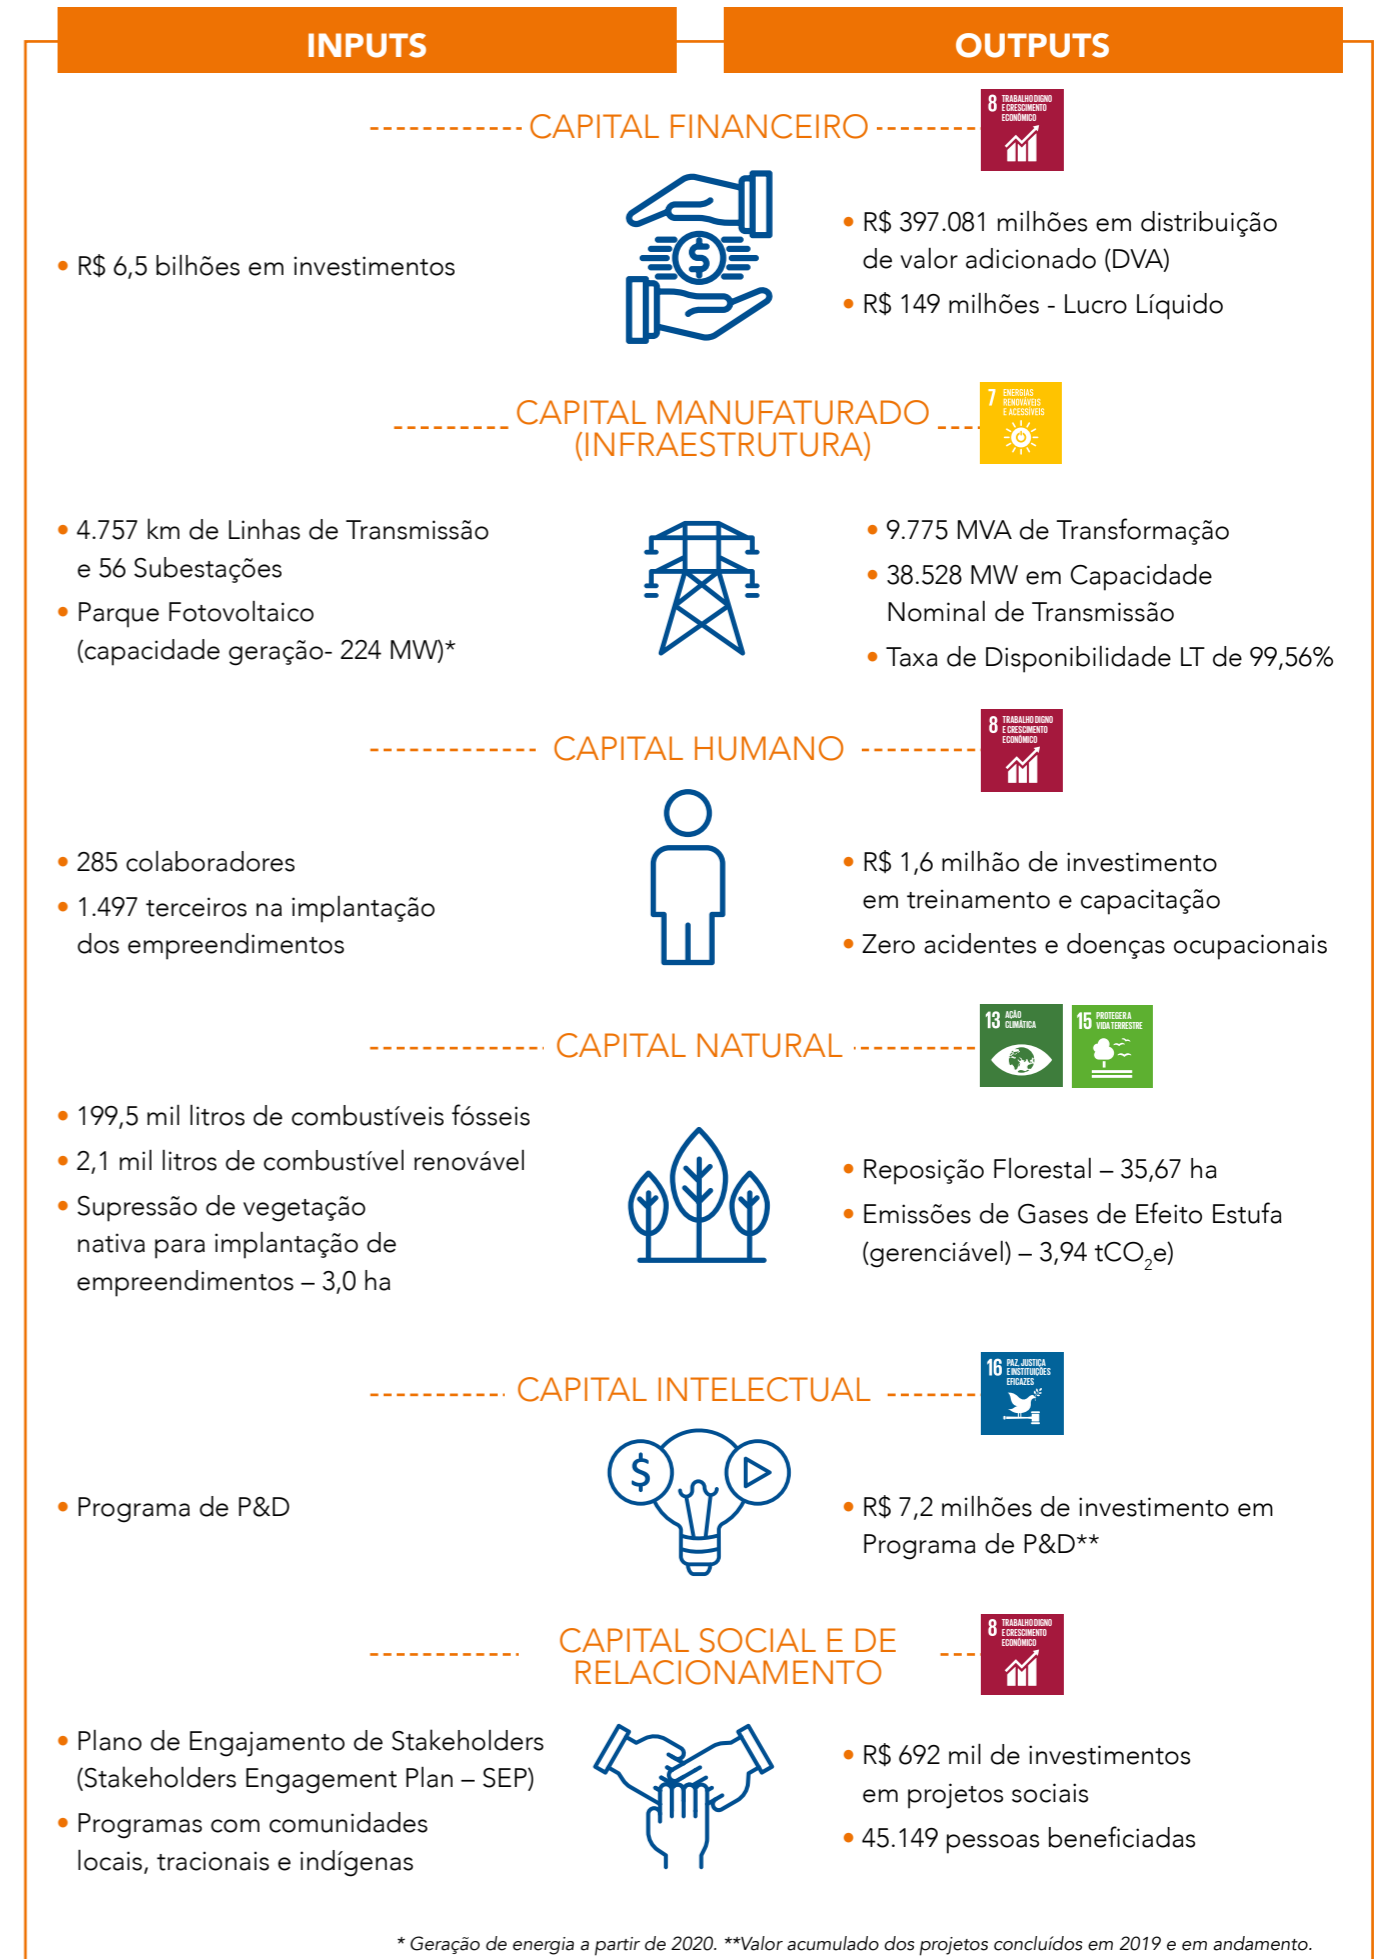 INPUTS
OUTPUTS
CAPITAL FINANCEIRO
8 TRABALHO DIGNO
E CRESCIMENTO
ECONÔMICO
• R$ 6,5 bilhões em investimentos
$
• R$ 397.081 milhões em distribuição
de valor adicionado (DVA)
• R$ 149 milhões - Lucro Líquido
CAPITAL MANUFATURADO
(INFRAESTRUTURA)
7 ENERGIAS
RENOVÁVEIS
E ACESSÍVEIS
• 4.757 km de Linhas de Transmissão
e 56 Subestações
• Parque Fotovoltaico
(capacidade geração- 224 MW)*
• 9.775 MVA de Transformação
• 38.528 MW em Capacidade
Nominal de Transmissão
• Taxa de Disponibilidade LT de 99,56%
CAPITAL HUMANO
8 TRABALHO DIGNO
E CRESCIMENTO
ECONÔMICO
• 285 colaboradores
• 1.497 terceiros na implantação
dos empreendimentos
• R$ 1,6 milhão de investimento
em treinamento e capacitação
• Zero acidentes e doenças ocupacionais
CAPITAL NATURAL
13 AÇÃO
CLIMÁTICA
15 PROTEGER A
VIDA TERRESTRE
• 199,5 mil litros de combustíveis fósseis
• 2,1 mil litros de combustível renovável
• Supressão de vegetação
nativa para implantação de
empreendimentos – 3,0 ha
• Reposição Florestal – 35,67 ha
• Emissões de Gases de Efeito Estufa
(gerenciável) – 3,94 tCO₂e)
CAPITAL INTELECTUAL
16 PAZ, JUSTIÇA
E INSTITUIÇÕES
EFICAZES
• Programa de P&D
$
• R$ 7,2 milhões de investimento em
Programa de P&D**
CAPITAL SOCIAL E DE
RELACIONAMENTO
8 TRABALHO DIGNO
E CRESCIMENTO
ECONÔMICO
• Plano de Engajamento de Stakeholders
(Stakeholders Engagement Plan – SEP)
• Programas com comunidades
locais, tracionais e indígenas
• R$ 692 mil de investimentos
em projetos sociais
• 45.149 pessoas beneficiadas
* Geração de energia a partir de 2020. **Valor acumulado dos projetos concluídos em 2019 e em andamento.